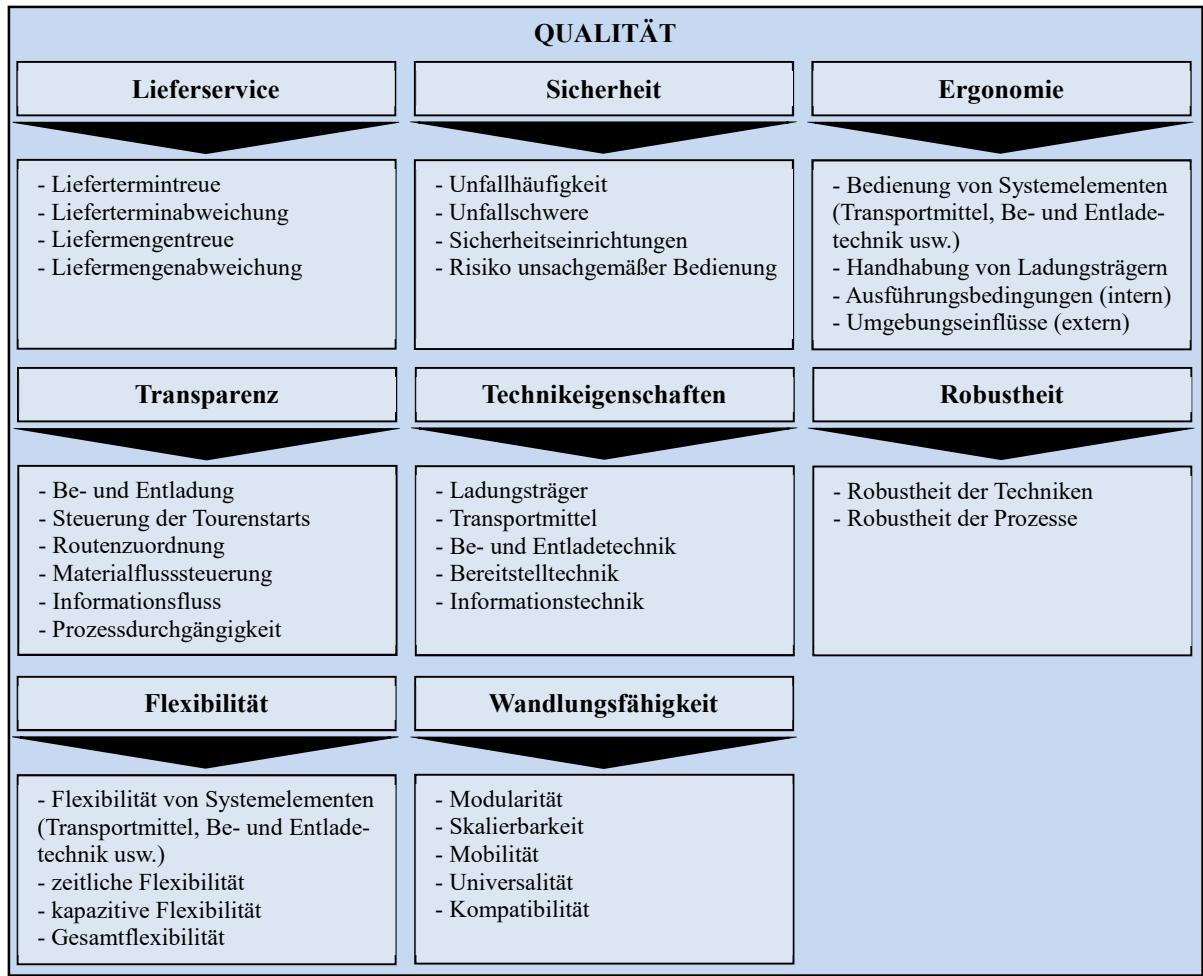 QUALITÄT
Lieferservice
- Liefertermintreue
- Lieferterminabweichung
- Liefermengentreue
- Liefermengenabweichung
Sicherheit
- Unfallhäufigkeit
- Unfallschwere
- Sicherheitseinrichtungen
- Risiko unsachgemäßer Bedienung
Ergonomie
- Bedienung von Systemelementen
(Transportmittel, Be- und Entlade-
technik usw.)
- Handhabung von Ladungsträgern
- Ausführungsbedingungen (intern)
- Umgebungseinflüsse (extern)
Transparenz
- Be- und Entladung
- Steuerung der Tourenstarts
- Routenzuordnung
- Materialflusssteuerung
- Informationsfluss
- Prozessdurchgängigkeit
Technikeigenschaften
- Ladungsträger
- Transportmittel
- Be- und Entladetechnik
- Bereitstelltechnik
- Informationstechnik
Robustheit
- Robustheit der Techniken
- Robustheit der Prozesse
Flexibilität
- Flexibilität von Systemelementen
(Transportmittel, Be- und Entlade-
technik usw.)
- zeitliche Flexibilität
- kapazitive Flexibilität
- Gesamtflexibilität
Wandlungsfähigkeit
- Modularität
- Skalierbarkeit
- Mobilität
- Universalität
- Kompatibilität